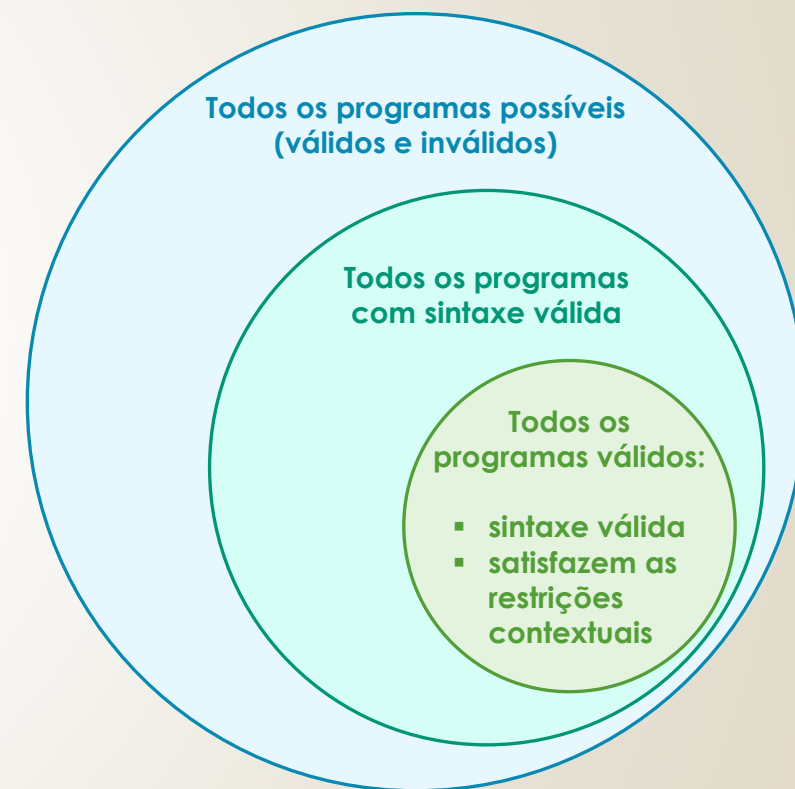 Todos os programas possíveis
(válidos e inválidos)
Todos os programas
com sintaxe válida
Todos os
programas válidos:
▪ sintaxe válida
▪ satisfazem as
restrições
contextuais